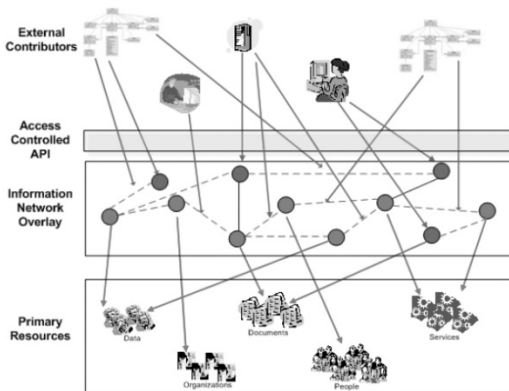 External
Contributors
Access
Controlled
API
Information
Network
Overlay
Primary
Resources
Data
Documents
Services
Organizations
People